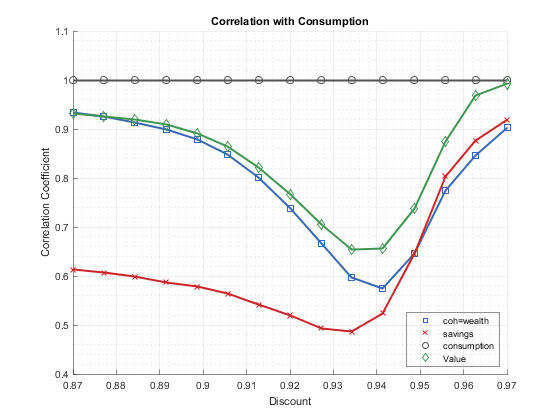 Correlation with Consumption
1.1
1
0.9
0.8
0.7
0.6
0.5
0.4
Correlation Coefficient
0.87 0.88 0.89 0.9 0.91 0.92 0.93 0.94 0.95 0.96 0.97
Discount
coh=wealth
savings
consumption
Value